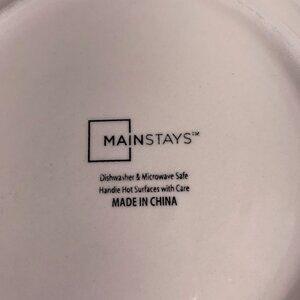 MAINSTAYS™
Dishwasher & Microwave Safe
Handle Hot Surfaces with Care
MADE IN CHINA